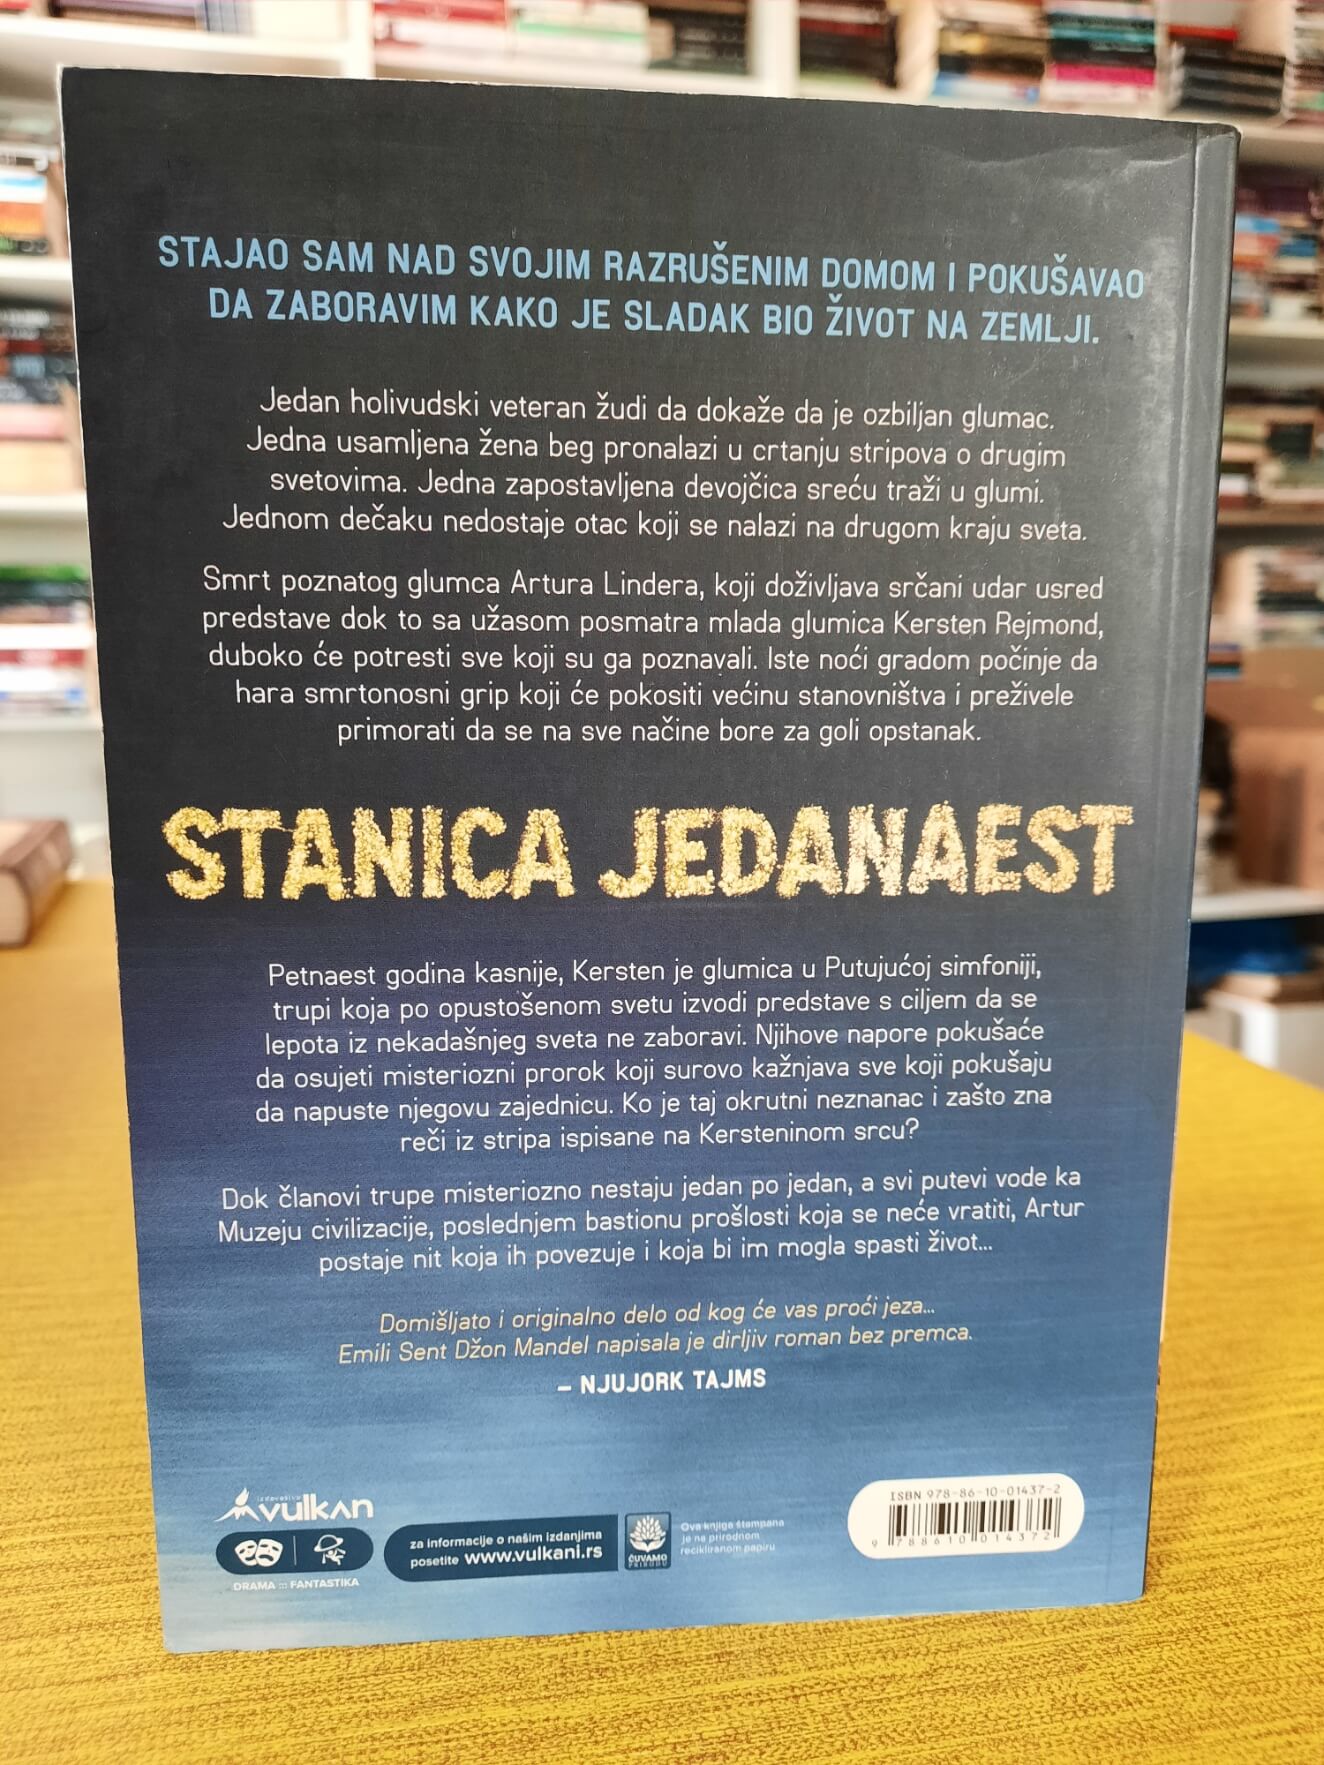 STAJAO SAM NAD SVOJIM RAZRUŠENIM DOMOM I POKUŠAVAO
DA ZABORAVIM KAKO JE SLADAK BIO ŽIVOT NA ZEMLJI.
Jedan holivudski veteran žudi da dokaže da je ozbiljan glumac.
Jedna usamljena žena beg pronalazi u crtanju stripova o drugim
svetovima. Jedna zapostavljena devojčica sreću traži u glumi.
Jednom dečaku nedostaje otac koji se nalazi na drugom kraju sveta.
Smrt poznatog glumca Artura Lindera, koji doživljava srčani udar usred
predstave dok to sa užasom posmatra mlada glumica Kersten Rejmond,
duboko će potresti sve koji su ga poznavali. Iste noći gradom počinje da
hara smrtonosni grip koji će pokositi većinu stanovništva i preživele
primorati da se na sve načine bore za goli opstanak.
STANICA JEDANAEST
Petnaest godina kasnije, Kersten je glumica u Putujućoj simfoniji,
trupi koja po opustošenom svetu izvodi predstave s ciljem da se
lepota iz nekadašnjeg sveta ne zaboravi. Njihove napore pokušaće
da osujeti misteriozni prorok koji surovo kažnjava sve koji pokušaju
da napuste njegovu zajednicu. Ko je taj okrutni neznanac i zašto zna
reči iz stripa ispisane na Kersteninom srcu?
Dok članovi trupe misteriozno nestaju jedan po jedan, a svi putevi vode ka
Muzeju civilizacije, poslednjem bastionu prošlosti koja se neće vratiti, Artur
postaje nit koja ih povezuje i koja bi im mogla spasti život...
Domišljato i originalno delo od kog će vas proći jeza...
Emili Sent Džon Mandel napisala je dirljiv roman bez premca.
– NJUJORK TAJMS
izdavaštvo
vulkan
DRAMA ::: FANTASTIKA
za informacije o našim izdanjima
posetite www.vulkani.rs
ČUVAMO
PRIRODU
Ova knjiga štampana
je na prirodnom
recikliranom papiru
ISBN 978-86-10-01437-2
9 788610 014372